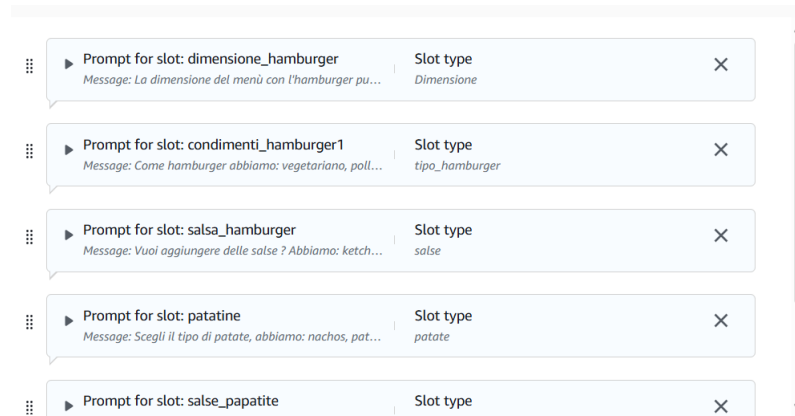 Prompt for slot: dimensione_hamburger Slot type
Message: La dimensione del menù con l'hamburger pu... Dimensione
Prompt for slot: condimenti_hamburger1 Slot type
Message: Come hamburger abbiamo: vegetariano, poll... tipo_hamburger
Prompt for slot: salsa_hamburger Slot type
Message: Vuoi aggiungere delle salse ? Abbiamo: ketch... salse
Prompt for slot: patatine Slot type
Message: Scegli il tipo di patate, abbiamo: nachos, pat... patate
Prompt for slot: salse_papatite Slot type